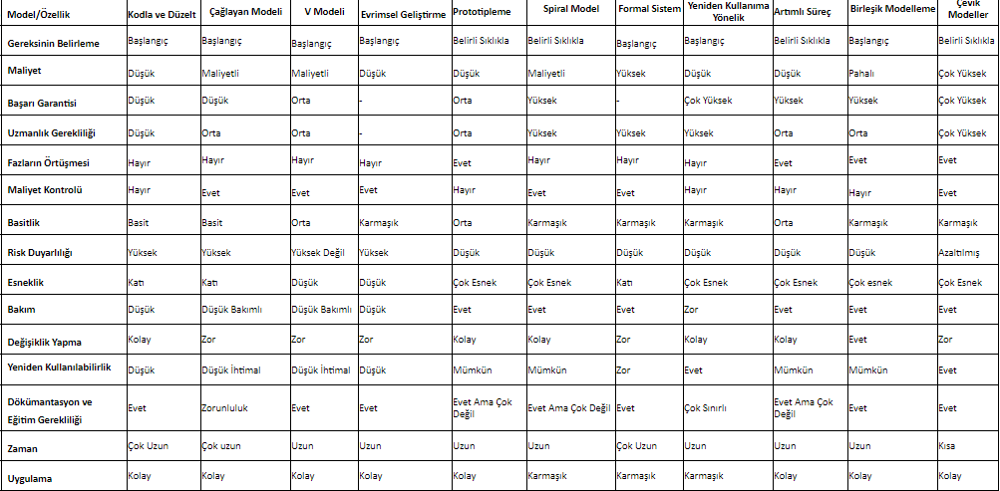 Model/Özellik Kodla ve Düzelt Çağlayan Modeli V Modeli Evrimsel Geliştirme Prototipleme Spiral Model Formal Sistem Yeniden Kullanıma Yönelik Artımlı Süreç Birleşik Modelleme Çevik Modeller
Gereksinin Belirleme Başlangıç Başlangıç Başlangıç Başlangıç Belirli Sıklıkla Belirli Sıklıkla Başlangıç Başlangıç Belirli Sıklıkla Başlangıç Belirli Sıklıkla
Maliyet Düşük Maliyetli Maliyetli Düşük Düşük Maliyetli Yüksek Düşük Düşük Pahalı Çok Yüksek
Başarı Garantisi Düşük Düşük Orta - Orta Yüksek - Çok Yüksek Yüksek Yüksek Çok Yüksek
Uzmanlık Gerekliliği Düşük Orta Orta - Orta Yüksek Yüksek Yüksek Orta Orta Çok Yüksek
Fazların Örtüşmesi Hayır Hayır Hayır Hayır Evet Hayır Hayır Hayır Evet Evet Evet
Maliyet Kontrolü Hayır Evet Evet Evet Hayır Evet Evet Hayır Hayır Hayır Evet
Basitlik Basit Basit Orta Karmaşık Orta Karmaşık Karmaşık Karmaşık Orta Karmaşık Karmaşık
Risk Duyarlılığı Yüksek Yüksek Yüksek Değil Yüksek Düşük Düşük Düşük Düşük Düşük Düşük Azaltılmış
Esneklik Katı Katı Düşük Düşük Çok Esnek Çok Esnek Katı Çok Esnek Çok Esnek Çok esnek Çok Esnek
Bakım Düşük Düşük Bakımlı Düşük Bakımlı Düşük Evet Evet Evet Zor Evet Evet Evet
Değişiklik Yapma Kolay Zor Zor Zor Kolay Kolay Zor Kolay Kolay Evet Zor
Yeniden Kullanılabilirlik Düşük Düşük İhtimal Düşük İhtimal Düşük Mümkün Mümkün Zor Evet Mümkün Mümkün Evet
Dökümantasyon ve Eğitim Gerekliliği Evet Zorunluluk Evet Evet Evet Ama Çok Değil Evet Ama Çok Değil Evet Çok Sınırlı Evet Ama Çok Değil Evet Evet
Zaman Çok Uzun Çok uzun Uzun Uzun Uzun Uzun Çok Uzun Uzun Uzun Uzun Kısa
Uygulama Kolay Kolay Kolay Kolay Kolay Karmaşık Karmaşık Karmaşık Kolay Kolay Kolay